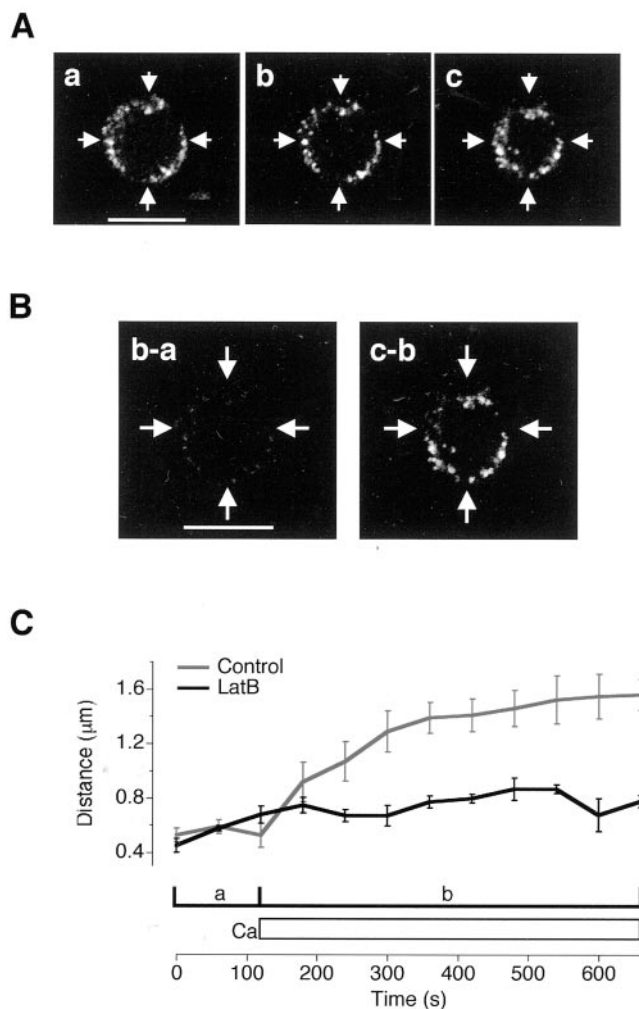 A
a
b
c
B
b-a
c-b
C
Control
LatB
Distance (μm)
1.6
1.2
0.8
0.4
a
b
Ca
0 100 200 300 400 500 600
Time (s)